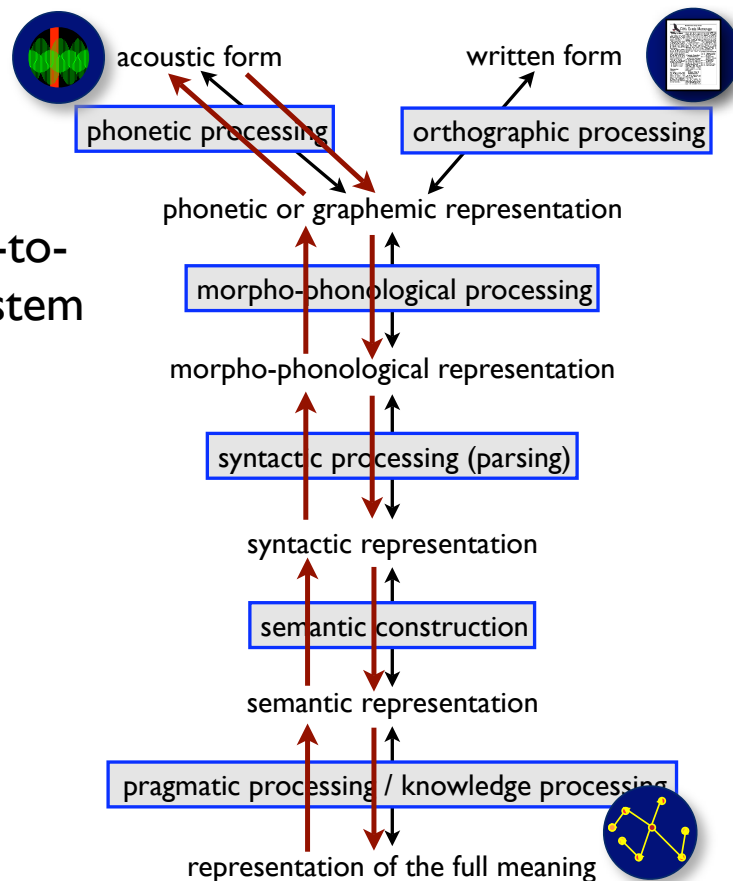 acoustic form
written form
phonetic processing
orthographic processing
phonetic or graphemic representation
-to-
stem
morpho-phonological processing
morpho-phonological representation
syntactic processing (parsing)
syntactic representation
semantic construction
semantic representation
pragmatic processing / knowledge processing
representation of the full meaning